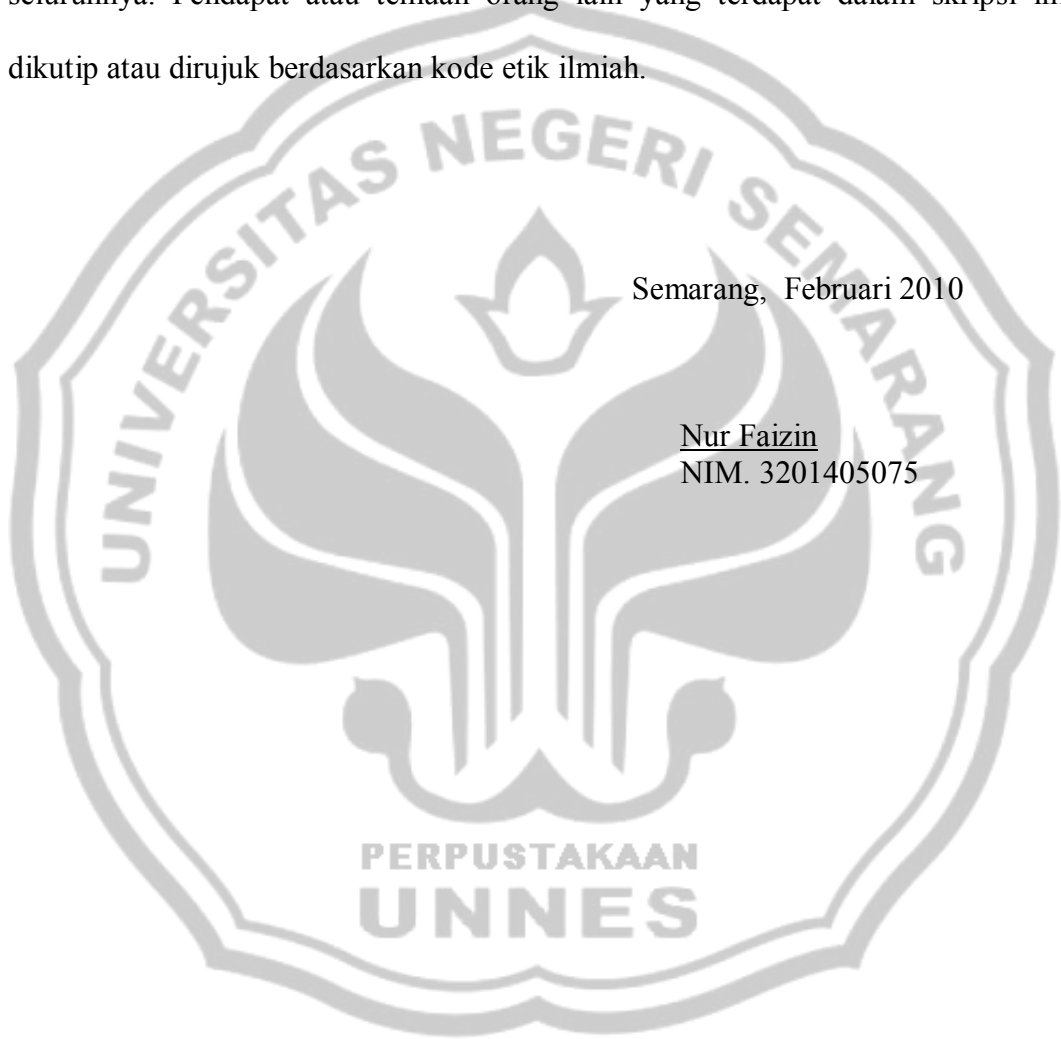 seluruhnya. Pendapat atau temuan orang lain yang terdapat dalam skripsi ini
dikutip atau dirujuk berdasarkan kode etik ilmiah.
UNIVERSITAS NEGERI SEMARANG
Semarang, Februari 2010
Nur Faizin
NIM. 3201405075
PERPUSTAKAAN
UNNES